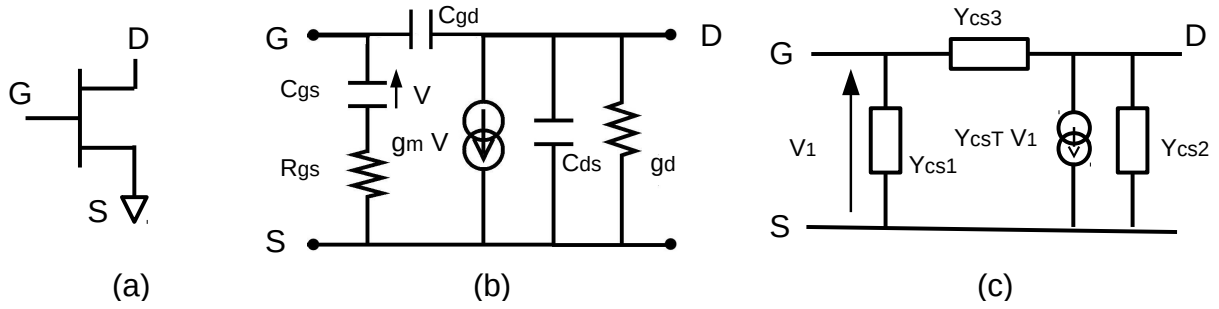 D
G
S
(a)
Cgd
G
D
Cgs
V
gm V
Rgs
Cds
gd
S
(b)
Ycs3
G
D
V1
Ycs1
YcsT V1
Ycs2
S
(c)